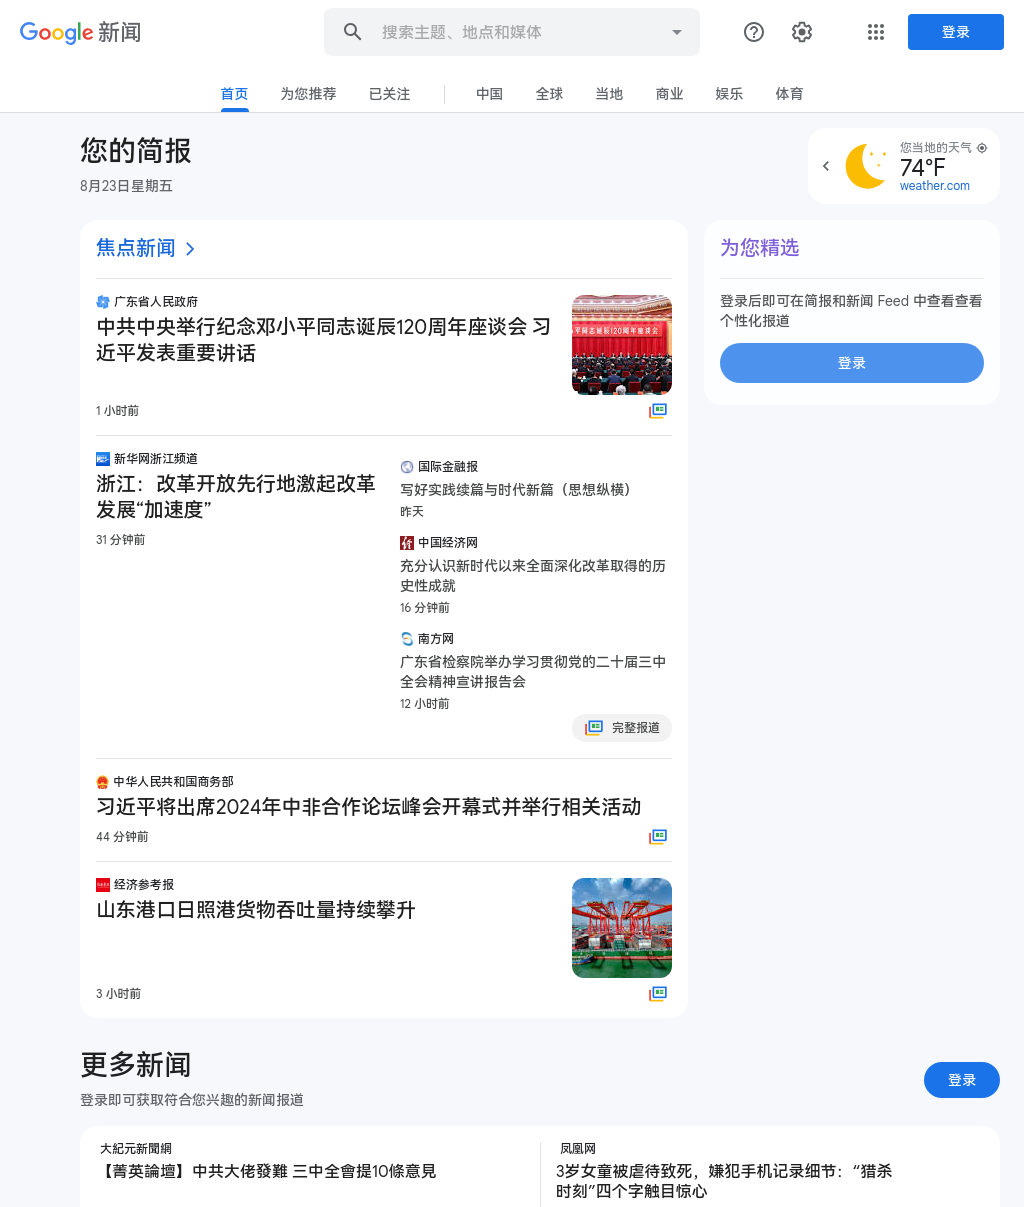 Google 新闻
搜索主题、地点和媒体
登录
首页
为您推荐
已关注
中国
全球
当地
商业
娱乐
体育
您的简报
8月23日星期五
您当地的天气
74°F
weather.com
焦点新闻
广东省人民政府
中共中央举行纪念邓小平同志诞辰120周年座谈会 习
近平发表重要讲话
1 小时前
平同志诞辰120周年座谈会
新华网浙江频道
浙江：改革开放先行地激起改革
发展“加速度”
31 分钟前
国际金融报
写好实践续篇与时代新篇（思想纵横）
昨天
中国经济网
充分认识新时代以来全面深化改革取得的历
史性成就
16 分钟前
南方网
广东省检察院举办学习贯彻党的二十届三中
全会精神宣讲报告会
12 小时前
完整报道
中华人民共和国商务部
习近平将出席2024年中非合作论坛峰会开幕式并举行相关活动
44 分钟前
经济参考报
山东港口日照港货物吞吐量持续攀升
3 小时前
为您精选
登录后即可在简报和新闻 Feed 中查看查看
个性化报道
登录
更多新闻
登录即可获取符合您兴趣的新闻报道
登录
大紀元新聞網
【菁英論壇】中共大佬發難 三中全會提10條意見
凤凰网
3岁女童被虐待致死，嫌犯手机记录细节：“猎杀
时刻”四个字触目惊心